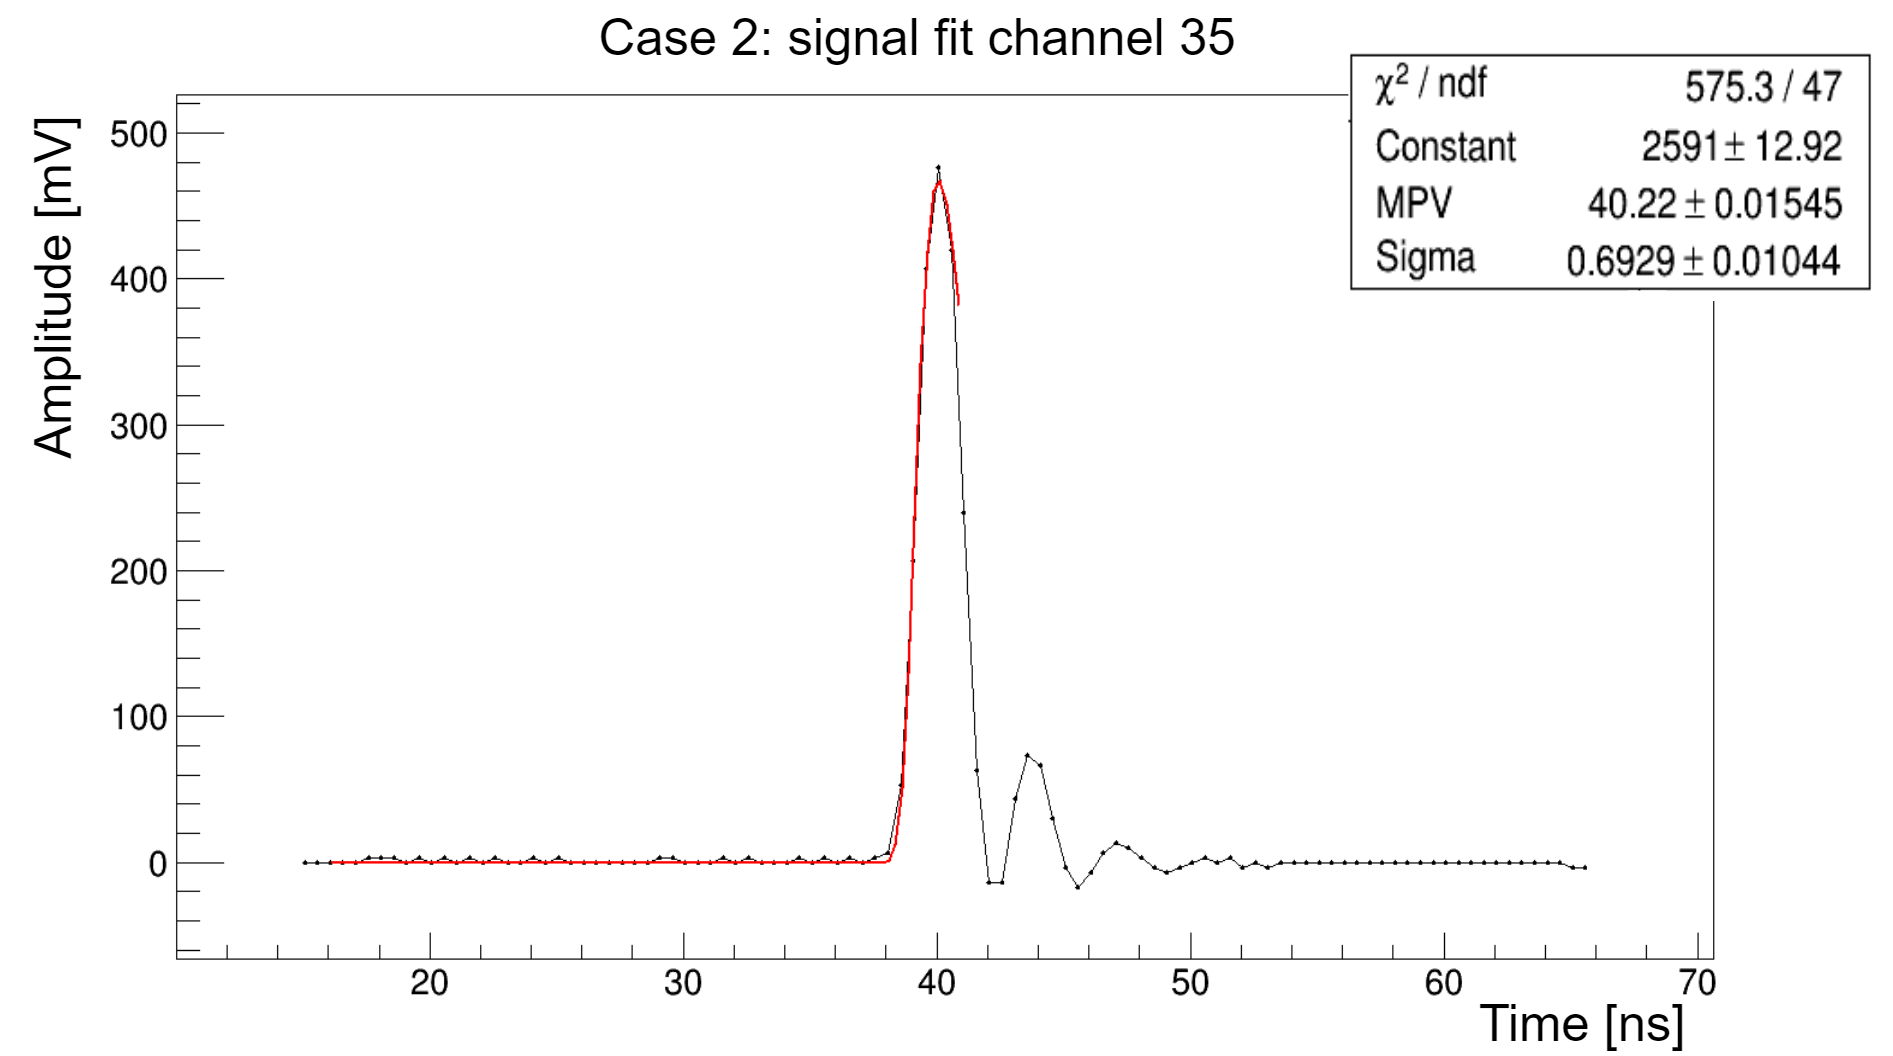 Case 2: signal fit channel 35
χ² / ndf 575.3 / 47
Constant 2591 ± 12.92
MPV 40.22 ± 0.01545
Sigma 0.6929 ± 0.01044
Amplitude [mV]
500
400
300
200
100
0
20 30 40 50 60 70
Time [ns]